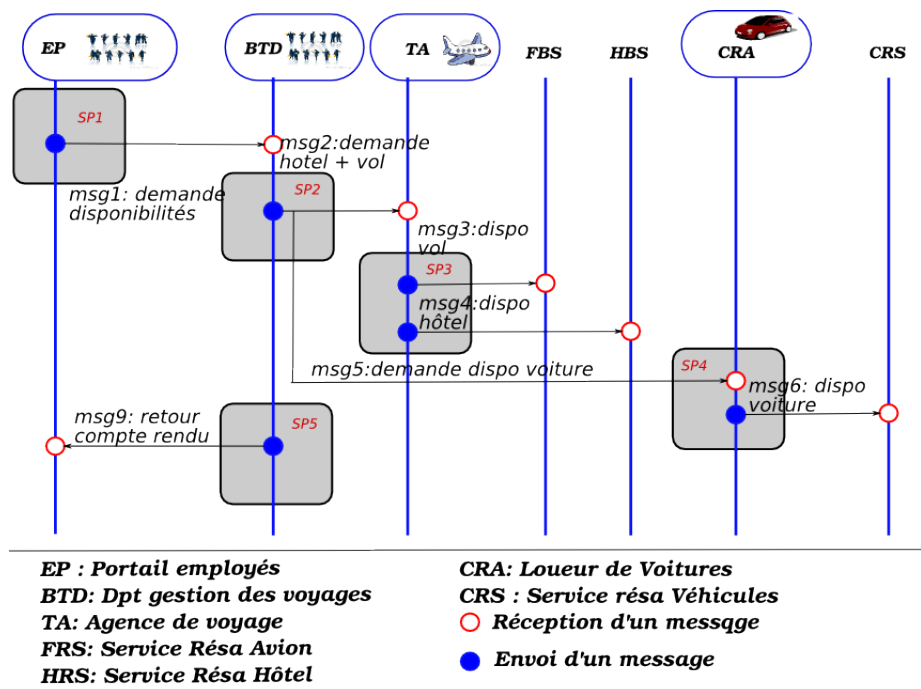 EP
BTD
TA
FBS
HBS
CRA
CRS
SP1
msg1: demande
disponibilités
msg2:demande
hotel + vol
SP2
msg3:dispo
vol
SP3
msg4:dispo
hôtel
msg5:demande dispo voiture
SP4
msg6: dispo
voiture
msg9: retour
compte rendu
SP5
EP : Portail employés
BTD: Dpt gestion des voyages
TA: Agence de voyage
FRS: Service Résa Avion
HRS: Service Résa Hôtel
CRA: Loueur de Voitures
CRS : Service résa Véhicules
Réception d'un messqge
Envoi d'un message